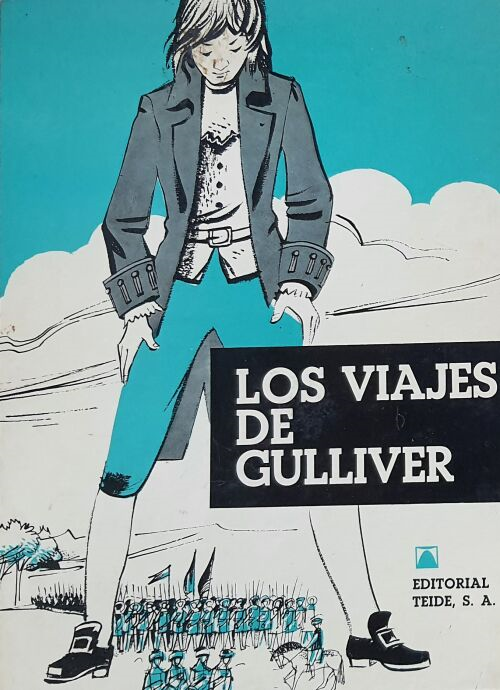 LOS VIAJES
DE
GULLIVER
EDITORIAL
TEIDE, S. A.